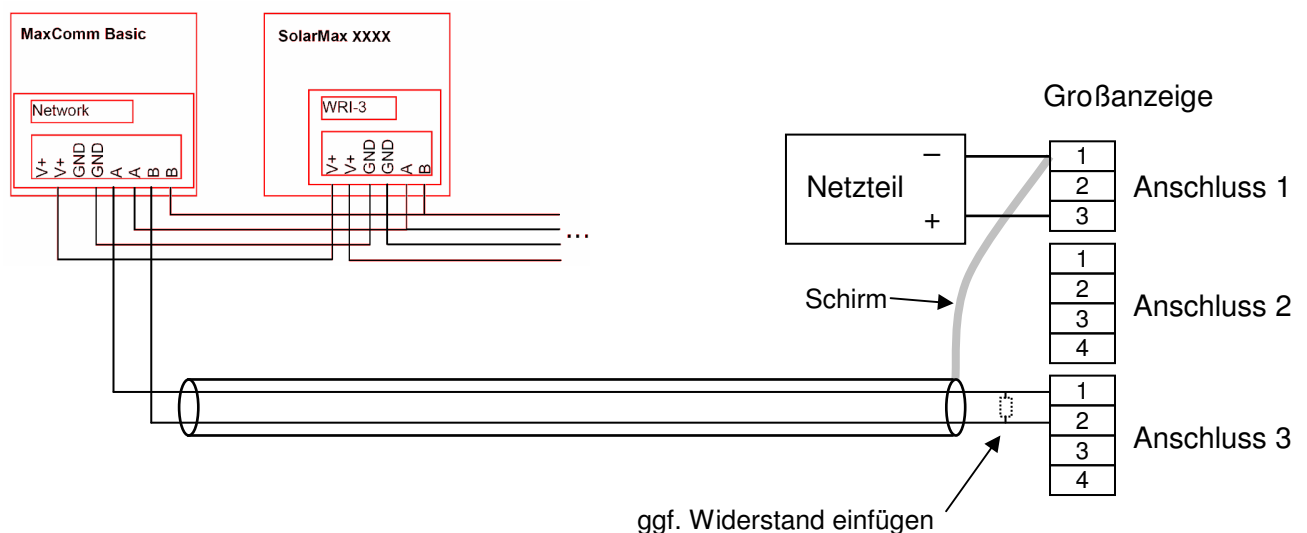 MaxComm Basic
Network
V+
V+
GND
GND
A
A
B
B
SolarMax XXXX
WRI-3
V+
V+
GND
GND
A
B
...
Großanzeige
Netzteil
–
+
1
2
3
Anschluss 1
1
2
3
4
Anschluss 2
Schirm
1
2
3
4
Anschluss 3
ggf. Widerstand einfügen